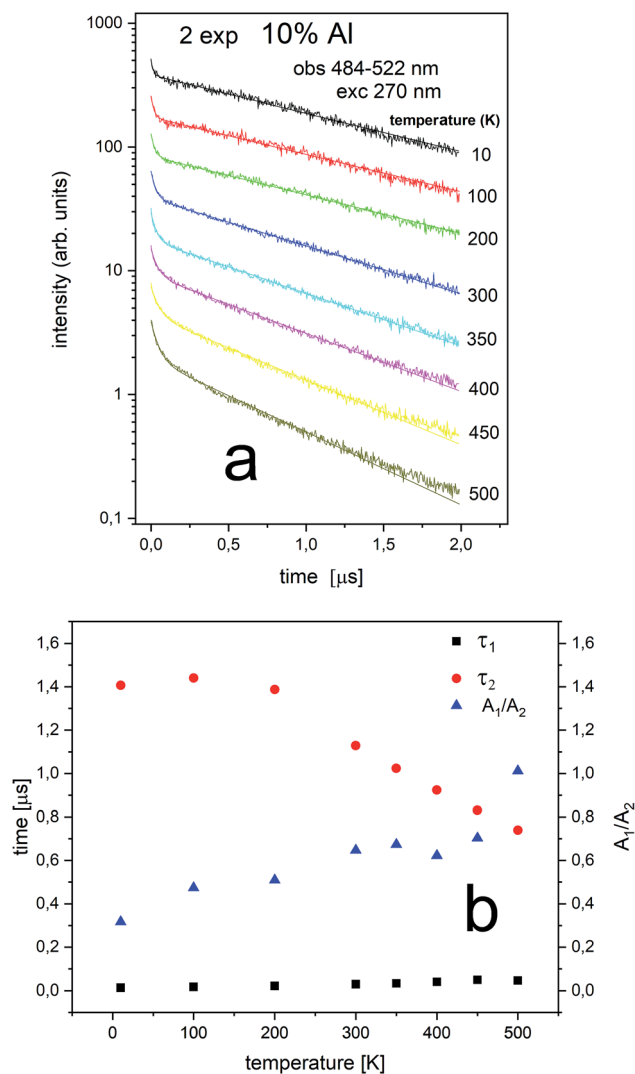 2 exp 10% Al
obs 484-522 nm
exc 270 nm
temperature (K)
10
100
200
300
350
400
450
500
1000
100
10
1
0,1
intensity (arb. units)
a
0,0 0,5 1,0 1,5 2,0
time [μs]
1,6
1,4
1,2
1,0
0,8
0,6
0,4
0,2
0,0
time [μs]
τ1
τ2
A1/A2
b
1,6
1,4
1,2
1,0
0,8
0,6
0,4
0,2
0,0
A1/A2
0 100 200 300 400 500
temperature [K]